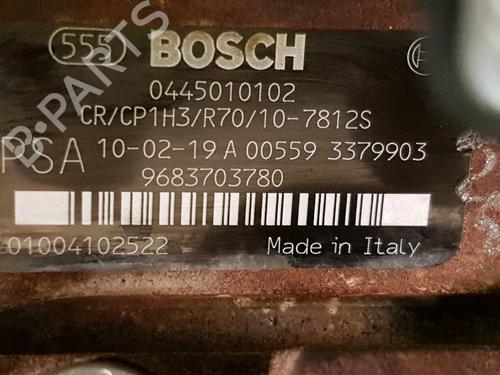 555 BOSCH
0445010102
CR/CP1H3/R70/10-7812S
PSA 10-02-19 A 00559 3379903
9683703780
01004102522 Made in Italy
B-PARTS